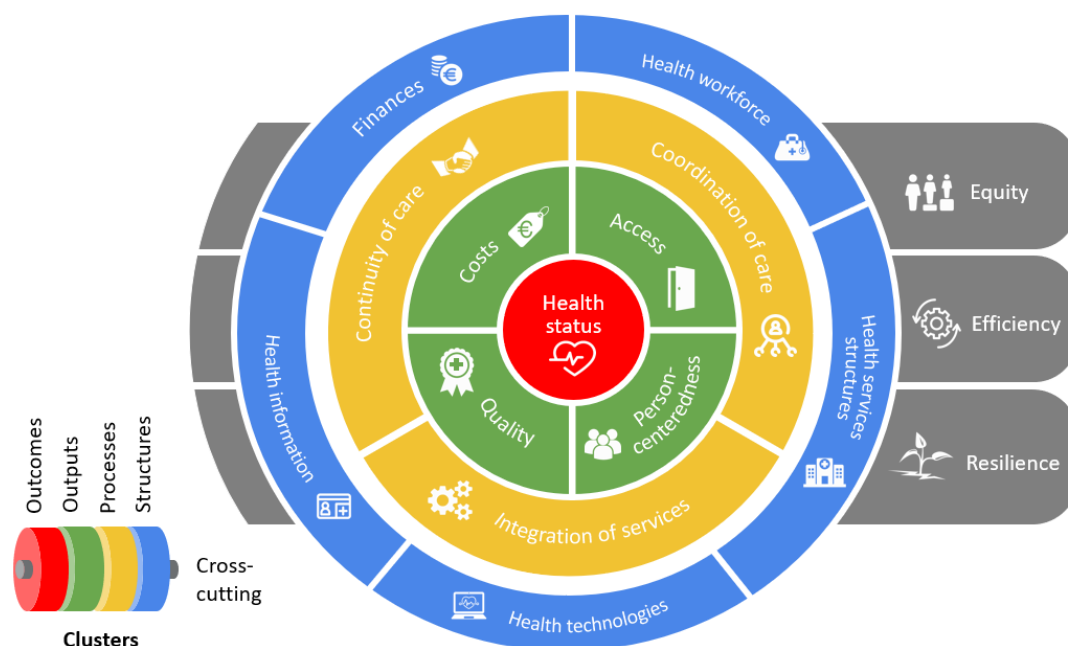 Finances
Health workforce
Continuity of care
Coordination of care
Costs
Access
Equity
Health
status
Efficiency
Health information
Health services
structures
Quality
Person-
centeredness
Resilience
Integration of services
Health technologies
Outcomes
Outputs
Processes
Structures
Cross-
cutting
Clusters